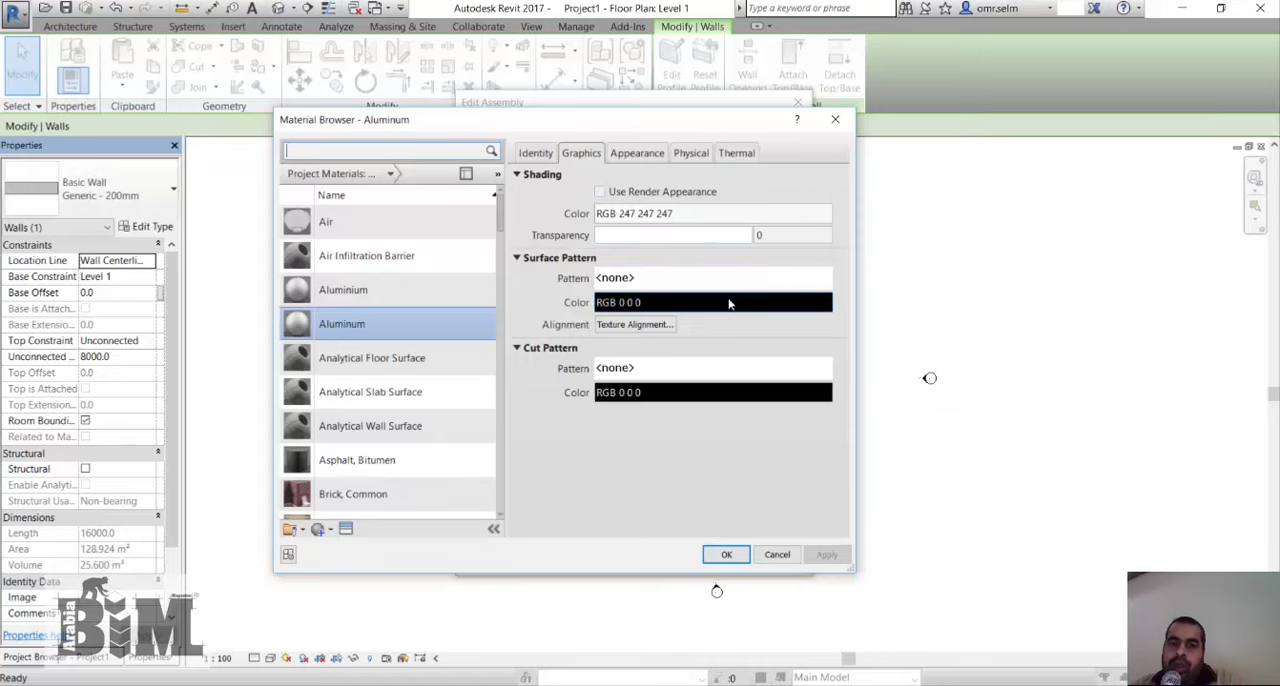 Autodesk Revit 2017 - Project1 - Floor Plan: Level 1
Type a keyword or phrase
omr.selm
Architecture Structure Systems Insert Annotate Analyze Massing & Site Collaborate View Manage Add-Ins Modify | Walls
Modify
Paste
Cope
Cut
Join
Edit Profile
Reset Profile
Wall Opening
Attach Top/Base
Detach Top/Base
Select Properties Clipboard Geometry Modify
Modify | Walls
Edit Assembly
Properties
Basic Wall
Generic - 200mm
Walls (1)
Edit Type
Constraints
Location Line Wall Centerli...
Base Constraint Level 1
Base Offset 0.0
Base is Attach...
Base Extension...
Top Constraint Unconnected
Unconnected ... 8000.0
Top Offset 0.0
Top is Attached...
Top Extension... 0.0
Room Boundi...
Related to Ma...
Structural
Structural
Enable Analyti...
Structural Usa... Non-bearing
Dimensions
Length 16000.0
Area 128.924 m²
Volume 25.600 m³
Identity Data
Image
Comments
Properties help
Project Browser - Project1 Properties
Arabia
BIM
Material Browser - Aluminum
?
Project Materials: ...
»
Name
Air
Air Infiltration Barrier
Aluminium
Aluminum
Analytical Floor Surface
Analytical Slab Surface
Analytical Wall Surface
Asphalt, Bitumen
Brick, Common
Identity Graphics Appearance Physical Thermal
Shading
Use Render Appearance
Color RGB 247 247 247
Transparency 0
Surface Pattern
Pattern <none>
Color RGB 0 0 0
Alignment Texture Alignment...
Cut Pattern
Pattern <none>
Color RGB 0 0 0
OK Cancel Apply
1 : 100
Ready
:0
Main Model